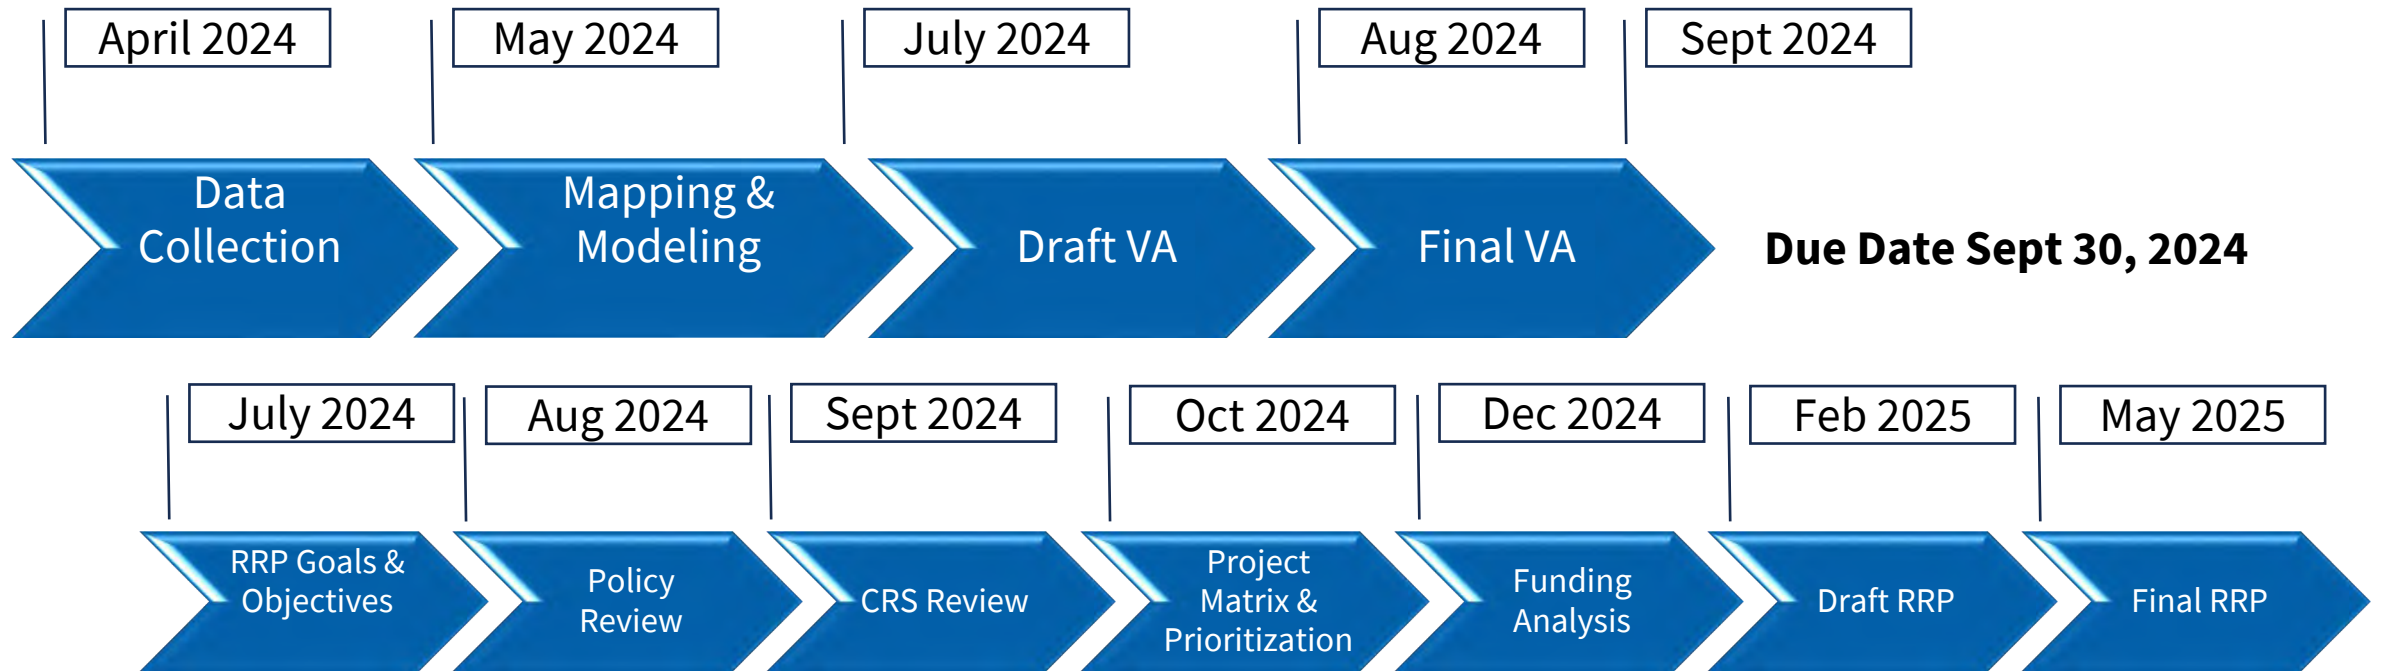 April 2024
May 2024
July 2024
Aug 2024
Sept 2024
Data
Collection
Mapping &
Modeling
Draft VA
Final VA
Due Date Sept 30, 2024
July 2024
Aug 2024
Sept 2024
Oct 2024
Dec 2024
Feb 2025
May 2025
RRP Goals &
Objectives
Policy
Review
CRS Review
Project
Matrix &
Prioritization
Funding
Analysis
Draft RRP
Final RRP